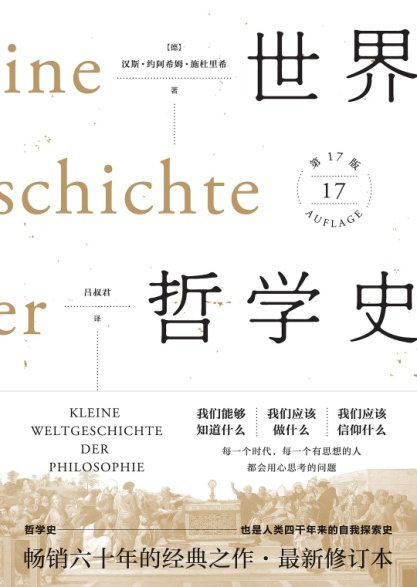 ine
[德]
汉斯·约阿希姆·施杜里希
著
世界
schichte
第17版
17
AUFLAGE
er
吕叔君
译
哲学史
KLEINE
WELTGESCHICHTE
DER
PHILOSOPHIE
我们能够
知道什么
我们应该
做什么
我们应该
信仰什么
每一个时代，每一个有思想的人
都会用心思考的问题
哲学史
也是人类四千年来的自我探索史
畅销六十年的经典之作·最新修订本